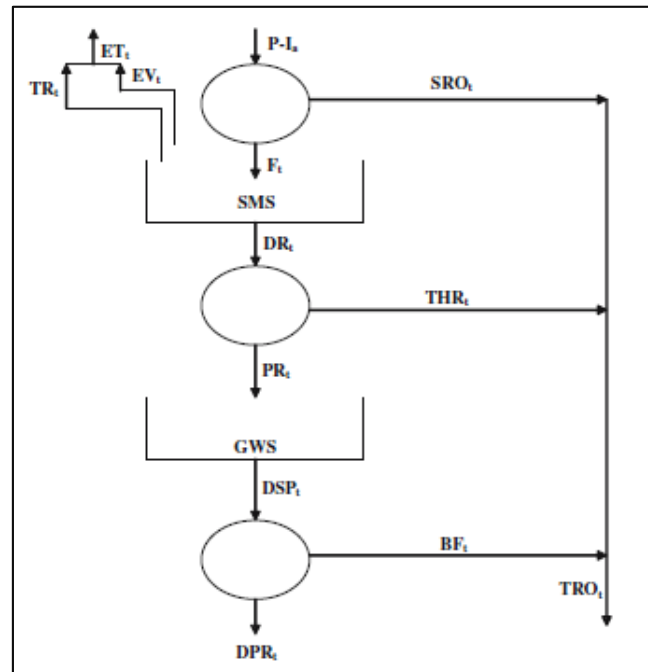 P-Iₐ
ETₜ
EVₜ
TRₜ
SROₜ
Fₜ
SMS
DRₜ
THRₜ
PRₜ
GWS
DSPₜ
BFₜ
TROₜ
DPRₜ